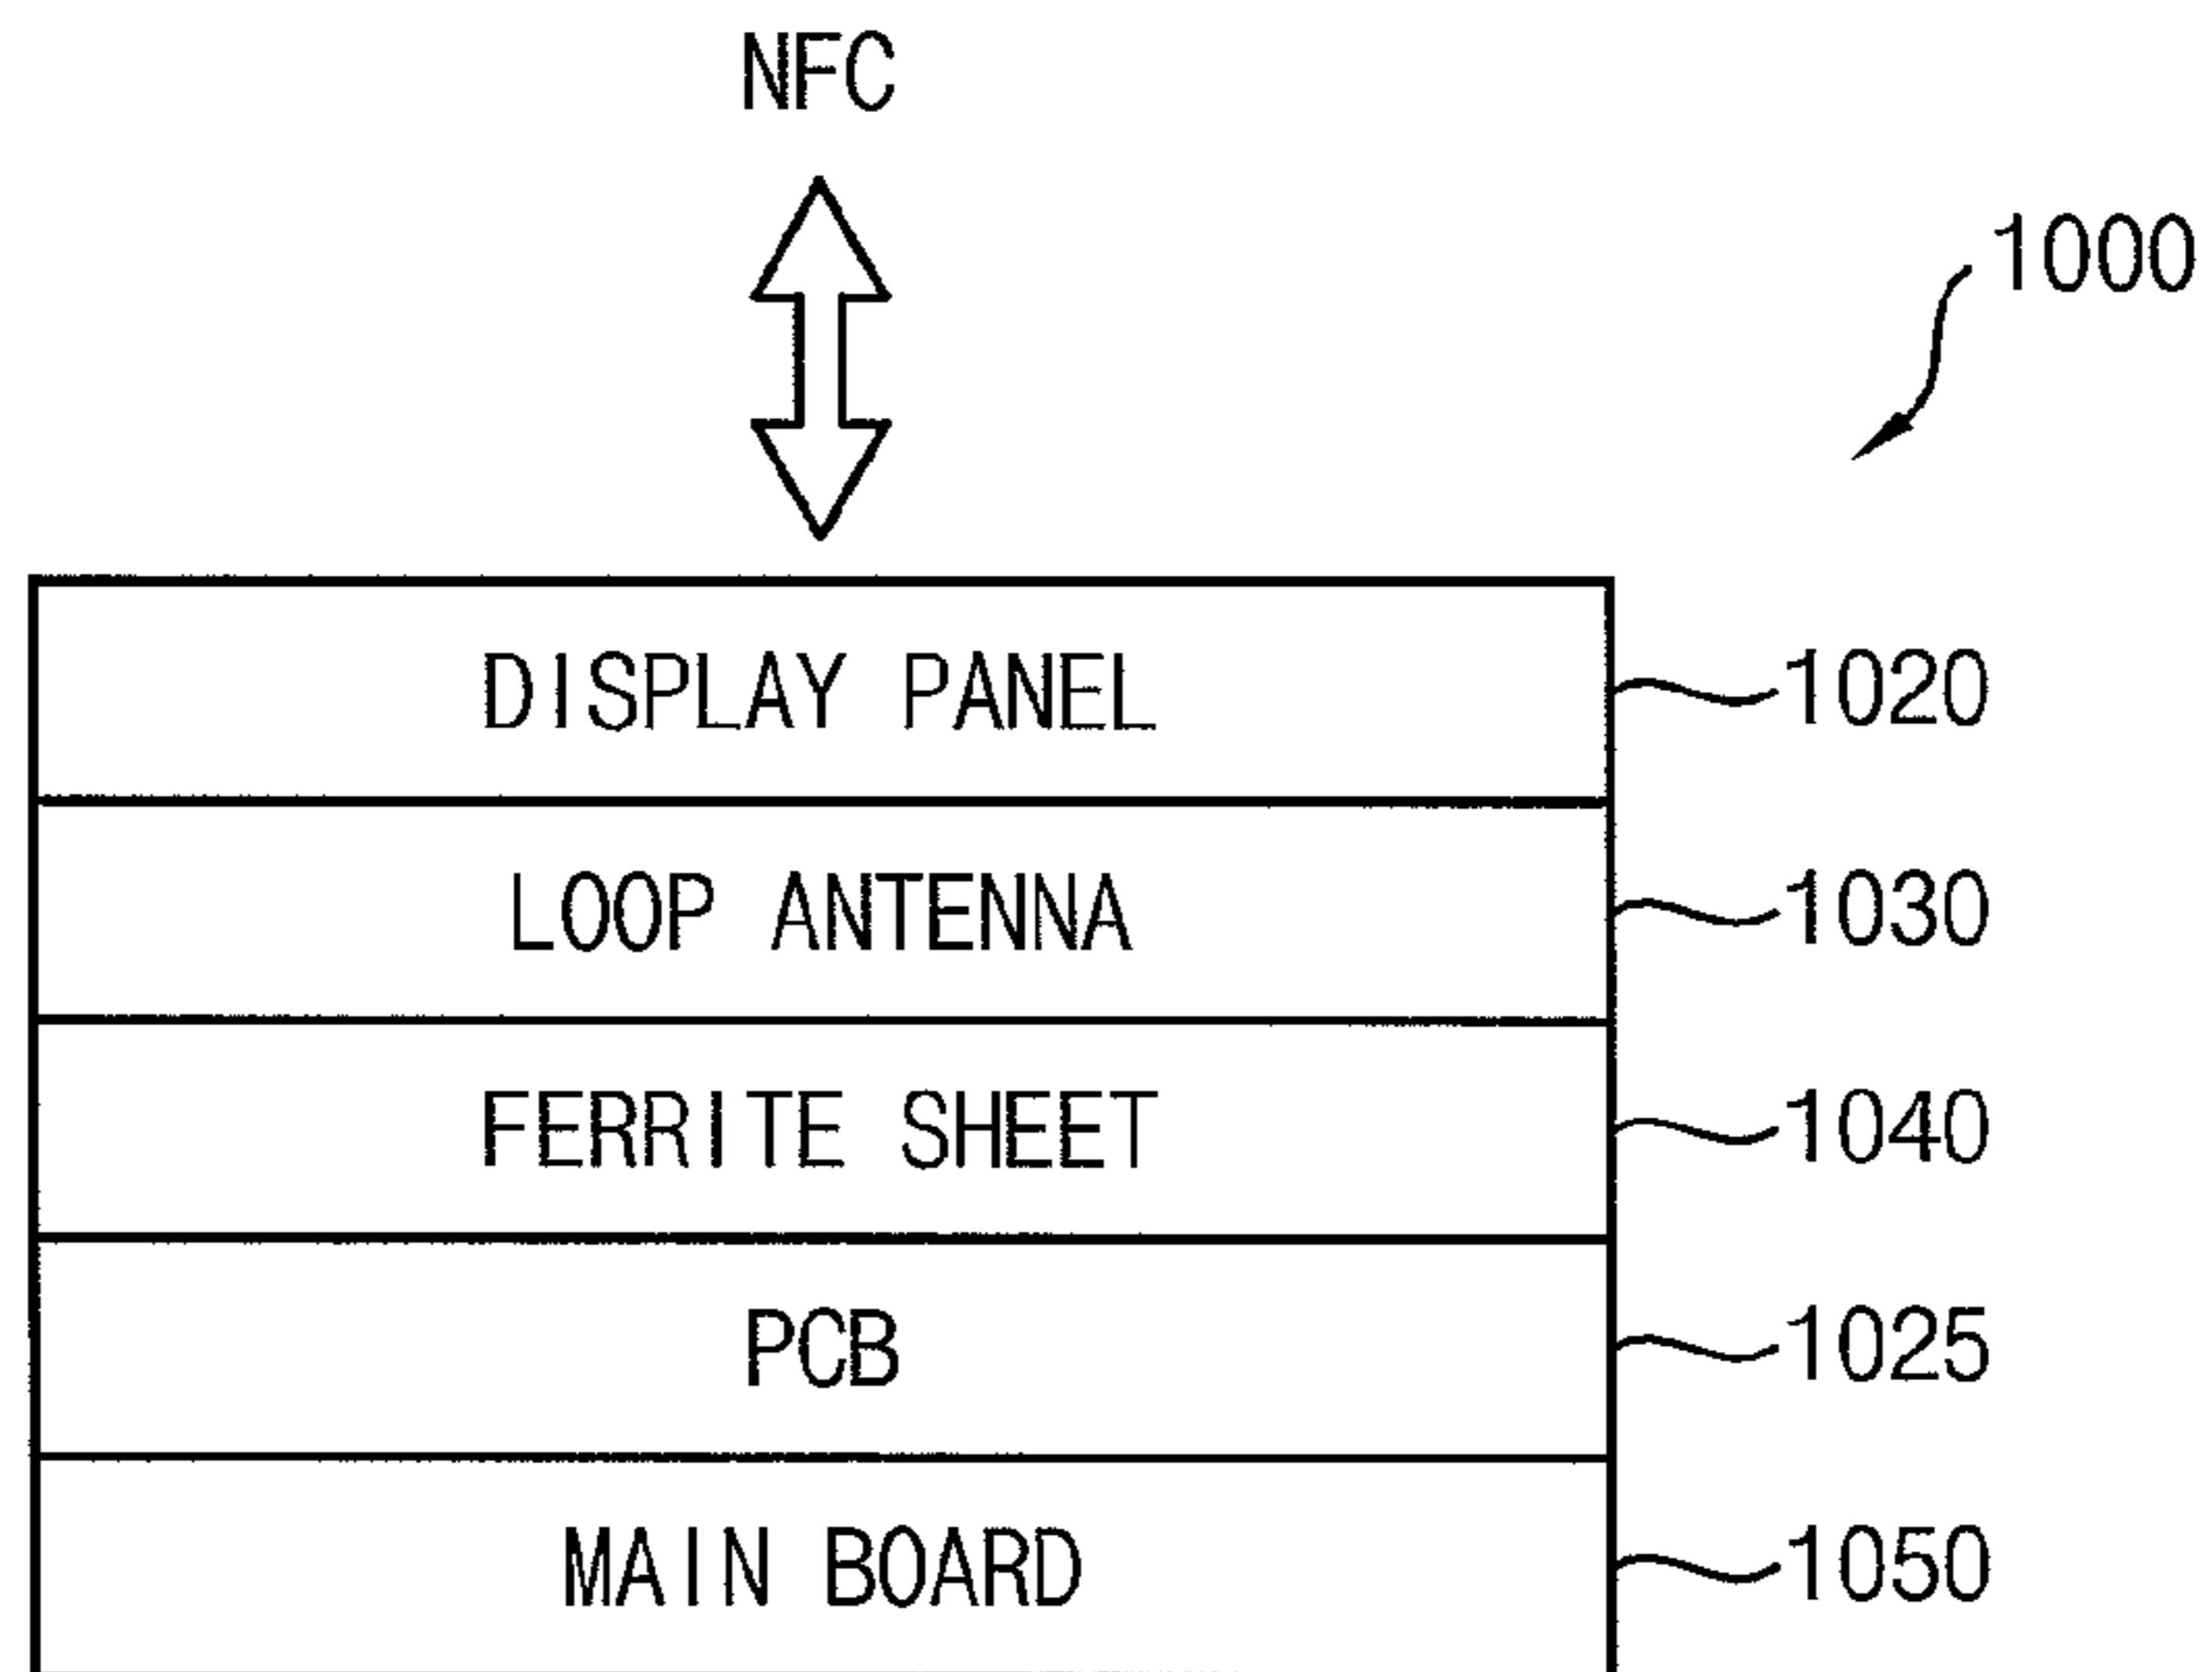 NFC
1000
DISPLAY PANEL 1020
LOOP ANTENNA 1030
FERRITE SHEET 1040
PCB 1025
MAIN BOARD 1050